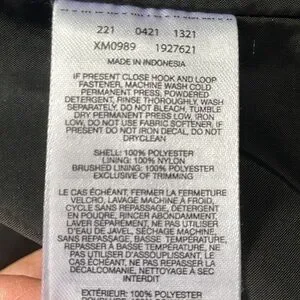 221 0421 1321
XM0989 1927621
MADE IN INDONESIA
IF PRESENT CLOSE HOOK AND LOOP
FASTENER, MACHINE WASH COLD
PERMANENT PRESS, POWDERED
DETERGENT, RINSE THOROUGHLY, WASH
SEPARATELY, DO NOT BLEACH, TUMBLE
DRY PERMANENT PRESS LOW, IRON
LOW, DO NOT USE FABRIC SOFTENER, IF
PRESENT DO NOT IRON DECAL, DO NOT
DRYCLEAN
SHELL: 100% POLYESTER
LINING: 100% NYLON
BRUSHED LINING: 100% POLYESTER
EXCLUSIVE OF TRIMMING
LE CAS ÉCHÉANT, FERMER LA FERMETURE
VELCRO, LAVAGE MACHINE A FROID,
CYCLE SANS REPASSAGE, DETERGENT
EN POUDRE, RINCER ABONDAMMENT,
LAVER SÉPAREMENT, NE PAS UTILISER
D'EAU DE JAVEL, SÉCHAGE MACHINE,
SANS REPASSAGE, BASSE TEMPÉRATURE,
REPASSER À BASSE TEMPÉRATURE, NE
PAS UTILISER D'ASSOUPLISSANT, LE
CAS ÉCHÉANT, NE PAS REPASSER LA
DÉCALCOMANIE, NETTOYAGE À SEC
INTERDIT
EXTÉRIEUR: 100% POLYESTER